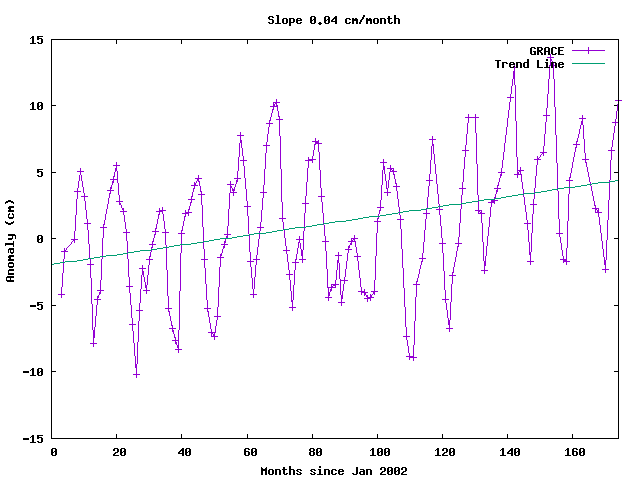 Slope 0.04 cm/month
GRACE
Trend Line
15
10
5
0
-5
-10
-15
Anomaly (cm)
0 20 40 60 80 100 120 140 160
Months since Jan 2002